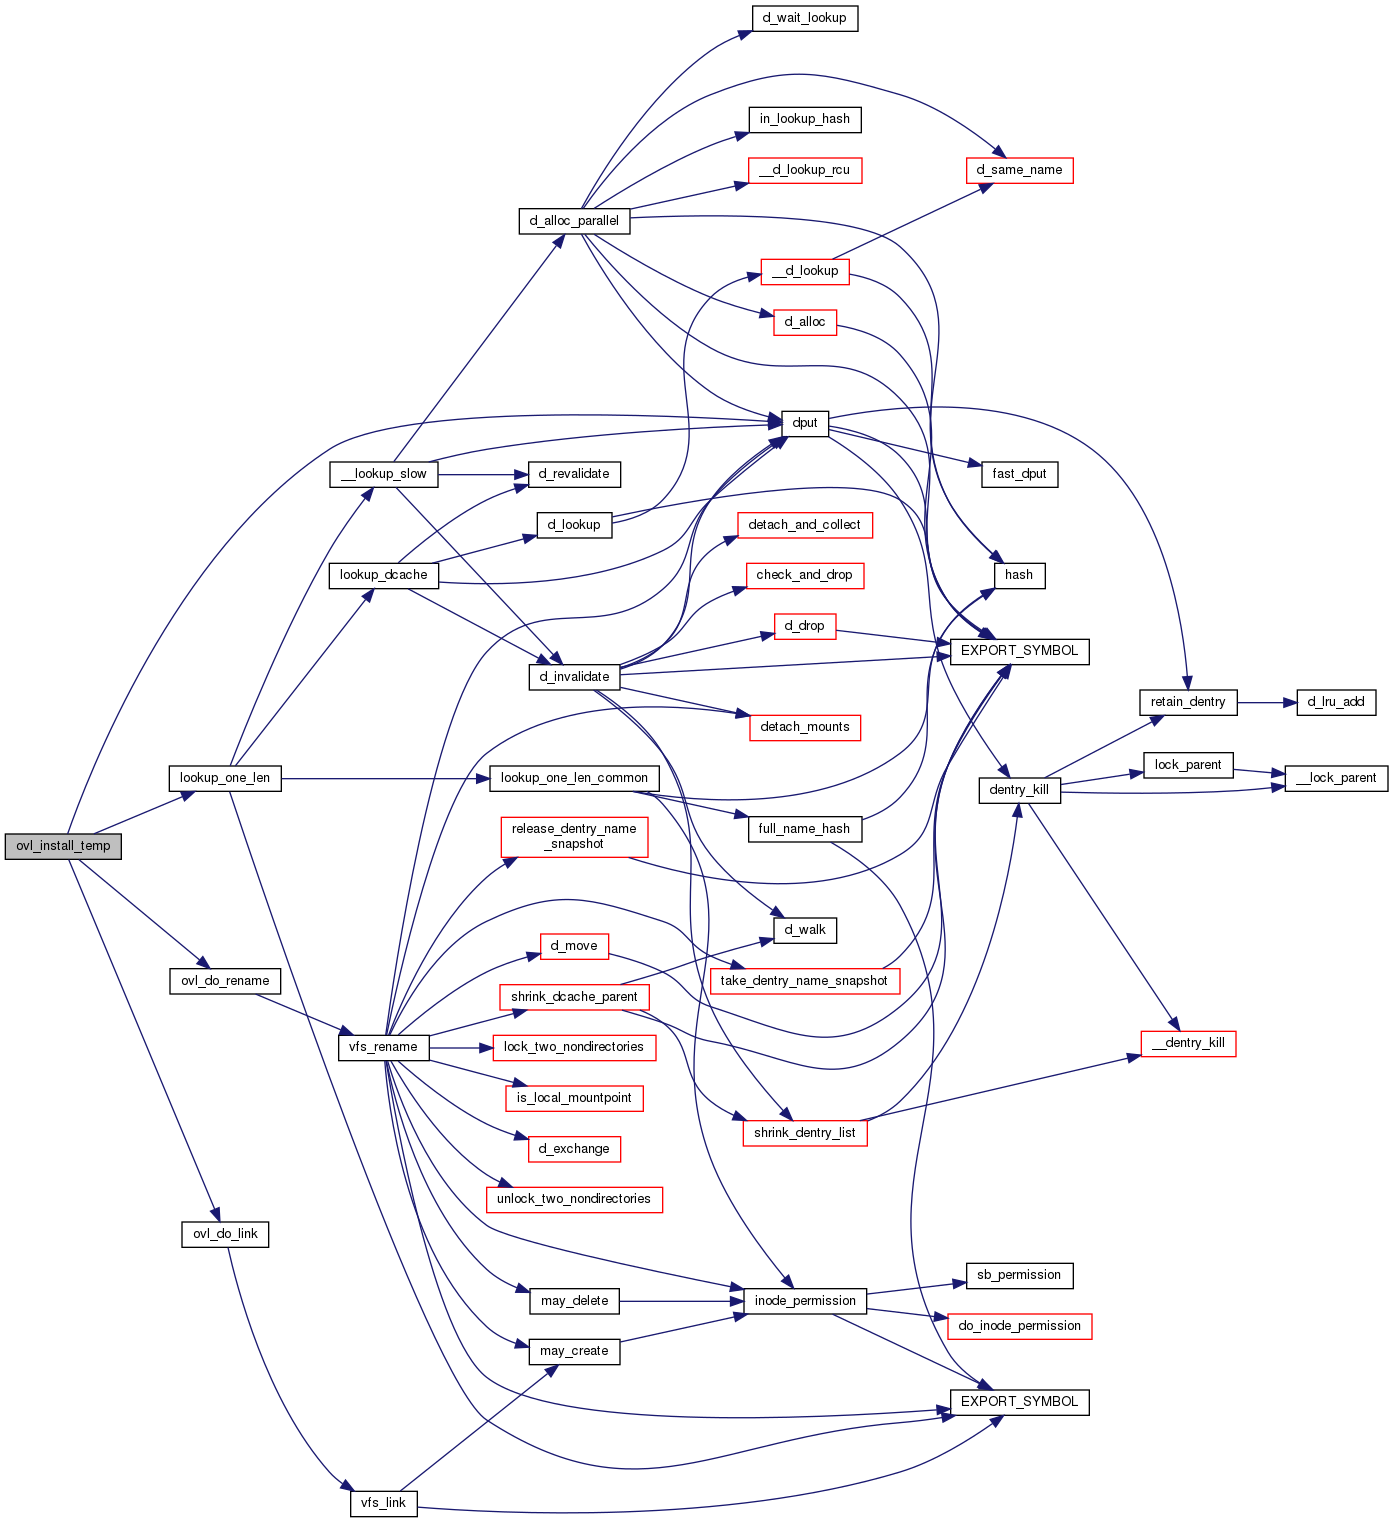 d_wait_lookup
in_lookup_hash
__d_lookup_rcu
d_same_name
d_alloc_parallel
__d_lookup
d_alloc
dput
__lookup_slow
d_revalidate
fast_dput
d_lookup
detach_and_collect
lookup_dcache
check_and_drop
hash
d_drop
EXPORT_SYMBOL
d_invalidate
retain_dentry
d_lru_add
detach_mounts
lock_parent
lookup_one_len
lookup_one_len_common
__lock_parent
dentry_kill
full_name_hash
release_dentry_name
_snapshot
ovl_install_temp
d_walk
d_move
ovl_do_rename
take_dentry_name_snapshot
shrink_dcache_parent
vfs_rename
lock_two_nondirectories
__dentry_kill
is_local_mountpoint
shrink_dentry_list
d_exchange
unlock_two_nondirectories
ovl_do_link
sb_permission
may_delete
inode_permission
do_inode_permission
may_create
EXPORT_SYMBOL
vfs_link